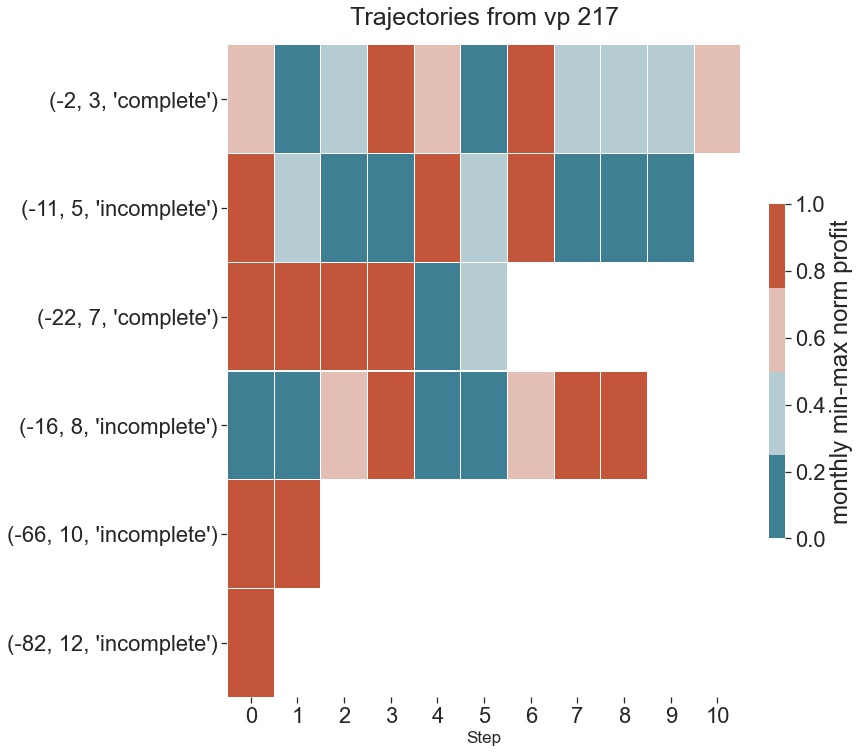 Trajectories from vp 217
(-2, 3, 'complete')
(-11, 5, 'incomplete')
(-22, 7, 'complete')
(-16, 8, 'incomplete')
(-66, 10, 'incomplete')
(-82, 12, 'incomplete')
0 1 2 3 4 5 6 7 8 9 10
Step
1.0
0.8
0.6
0.4
0.2
0.0
monthly min-max norm profit